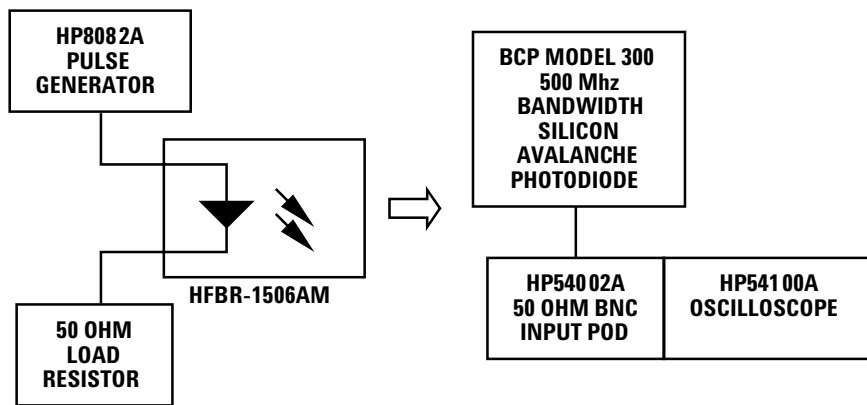 HP8082A
PULSE
GENERATOR
HFBR-1506AM
50 OHM
LOAD
RESISTOR
BCP MODEL 300
500 Mhz
BANDWIDTH
SILICON
AVALANCHE
PHOTODIODE
HP54002A
50 OHM BNC
INPUT POD
HP54100A
OSCILLOSCOPE